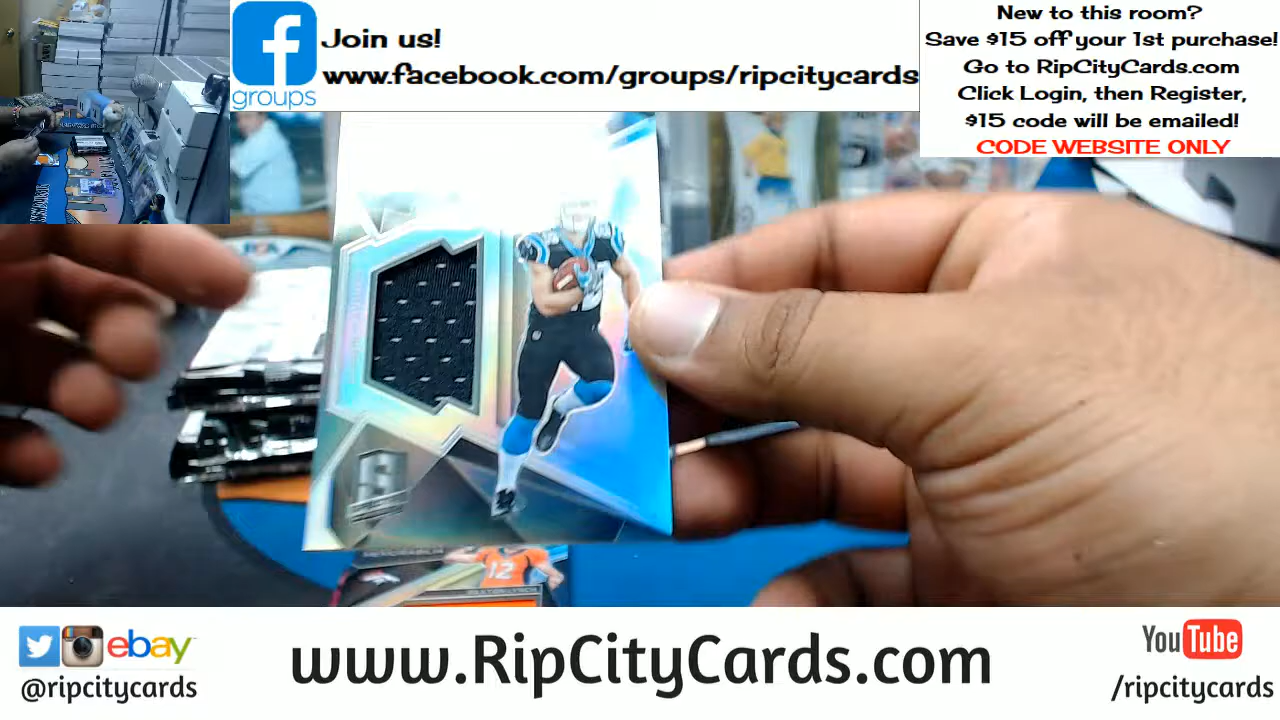 Join us!
www.facebook.com/groups/ripcitycards
groups
New to this room?
Save $15 off your 1st purchase!
Go to RipCityCards.com
Click Login, then Register,
$15 code will be emailed!
CODE WEBSITE ONLY
12
ebay
@ripcitycards
www.RipCityCards.com
YouTube
/ripcitycards